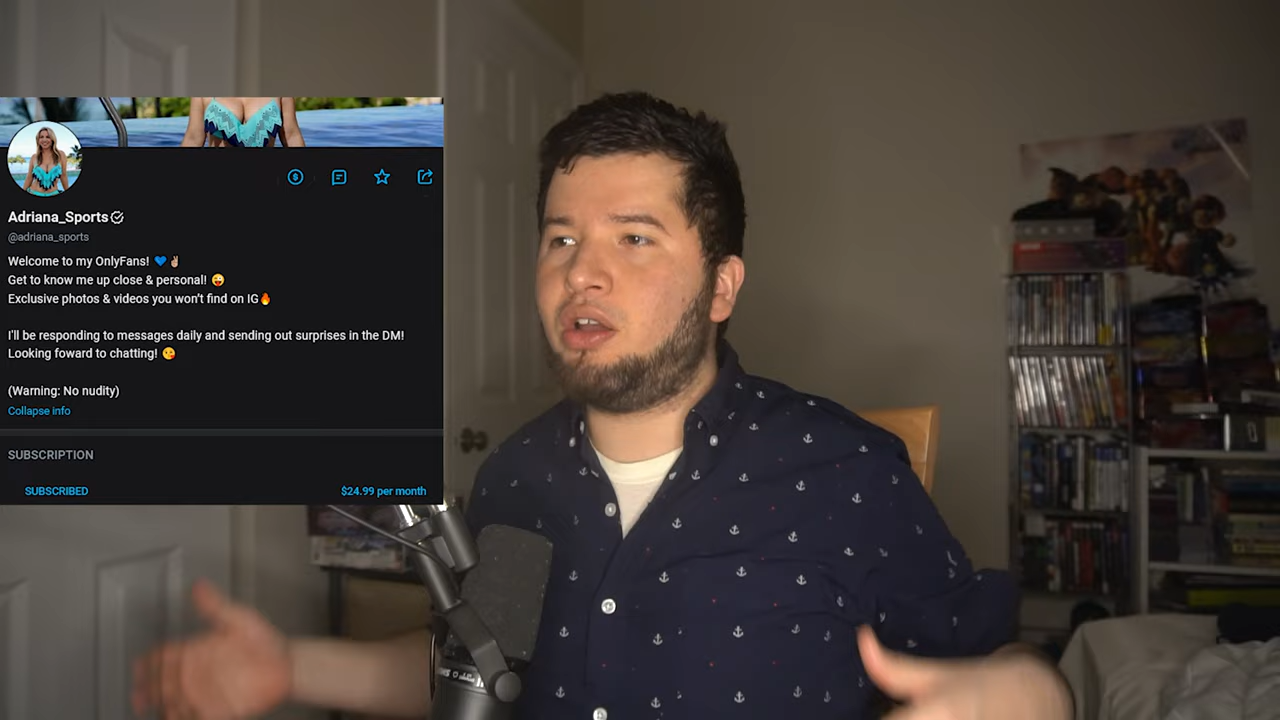 Adriana_Sports
@adriana_sports
Welcome to my OnlyFans! 💙✌🏼
Get to know me up close & personal! 😜
Exclusive photos & videos you won't find on IG🔥
I'll be responding to messages daily and sending out surprises in the DM!
Looking foward to chatting! 😘
(Warning: No nudity)
Collapse info
SUBSCRIPTION
SUBSCRIBED
$24.99 per month